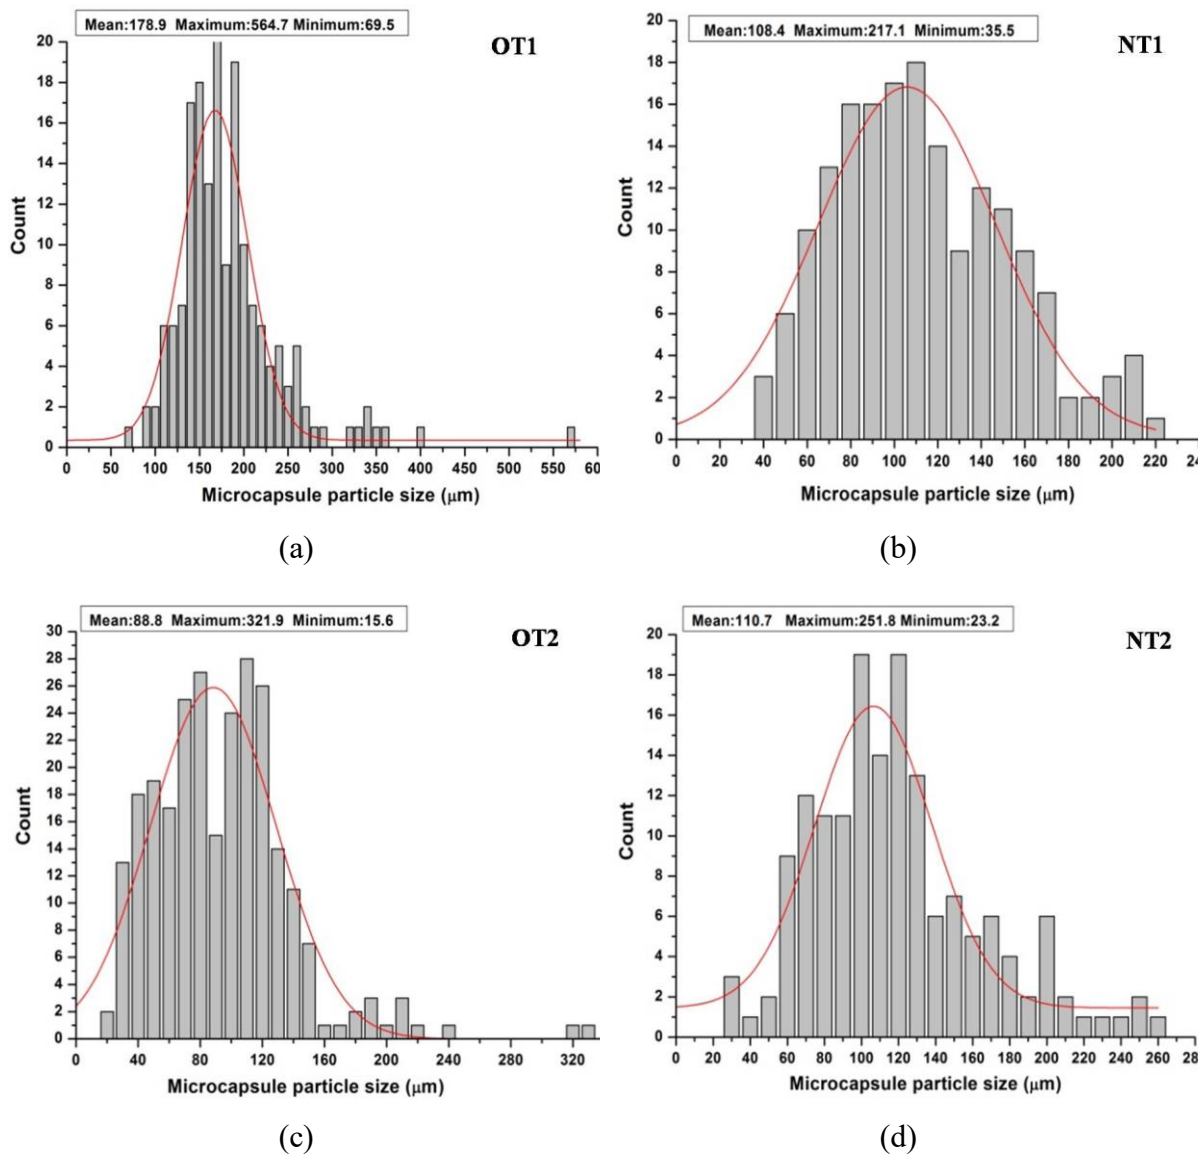 Mean:178.9 Maximum:564.7 Minimum:69.5
OT1
20
18
16
14
12
10
8
6
4
2
0
Count
0 50 100 150 200 250 300 350 400 450 500 550 600
Microcapsule particle size (μm)
(a)
Mean:108.4 Maximum:217.1 Minimum:35.5
NT1
20
18
16
14
12
10
8
6
4
2
0
Count
0 20 40 60 80 100 120 140 160 180 200 220 24
Microcapsule particle size (μm)
(b)
Mean:88.8 Maximum:321.9 Minimum:15.6
OT2
30
28
26
24
22
20
18
16
14
12
10
8
6
4
2
0
Count
0 40 80 120 160 200 240 280 320
Microcapsule particle size (μm)
(c)
Mean:110.7 Maximum:251.8 Minimum:23.2
NT2
20
18
16
14
12
10
8
6
4
2
0
Count
0 20 40 60 80 100 120 140 160 180 200 220 240 260 28
Microcapsule particle size (μm)
(d)